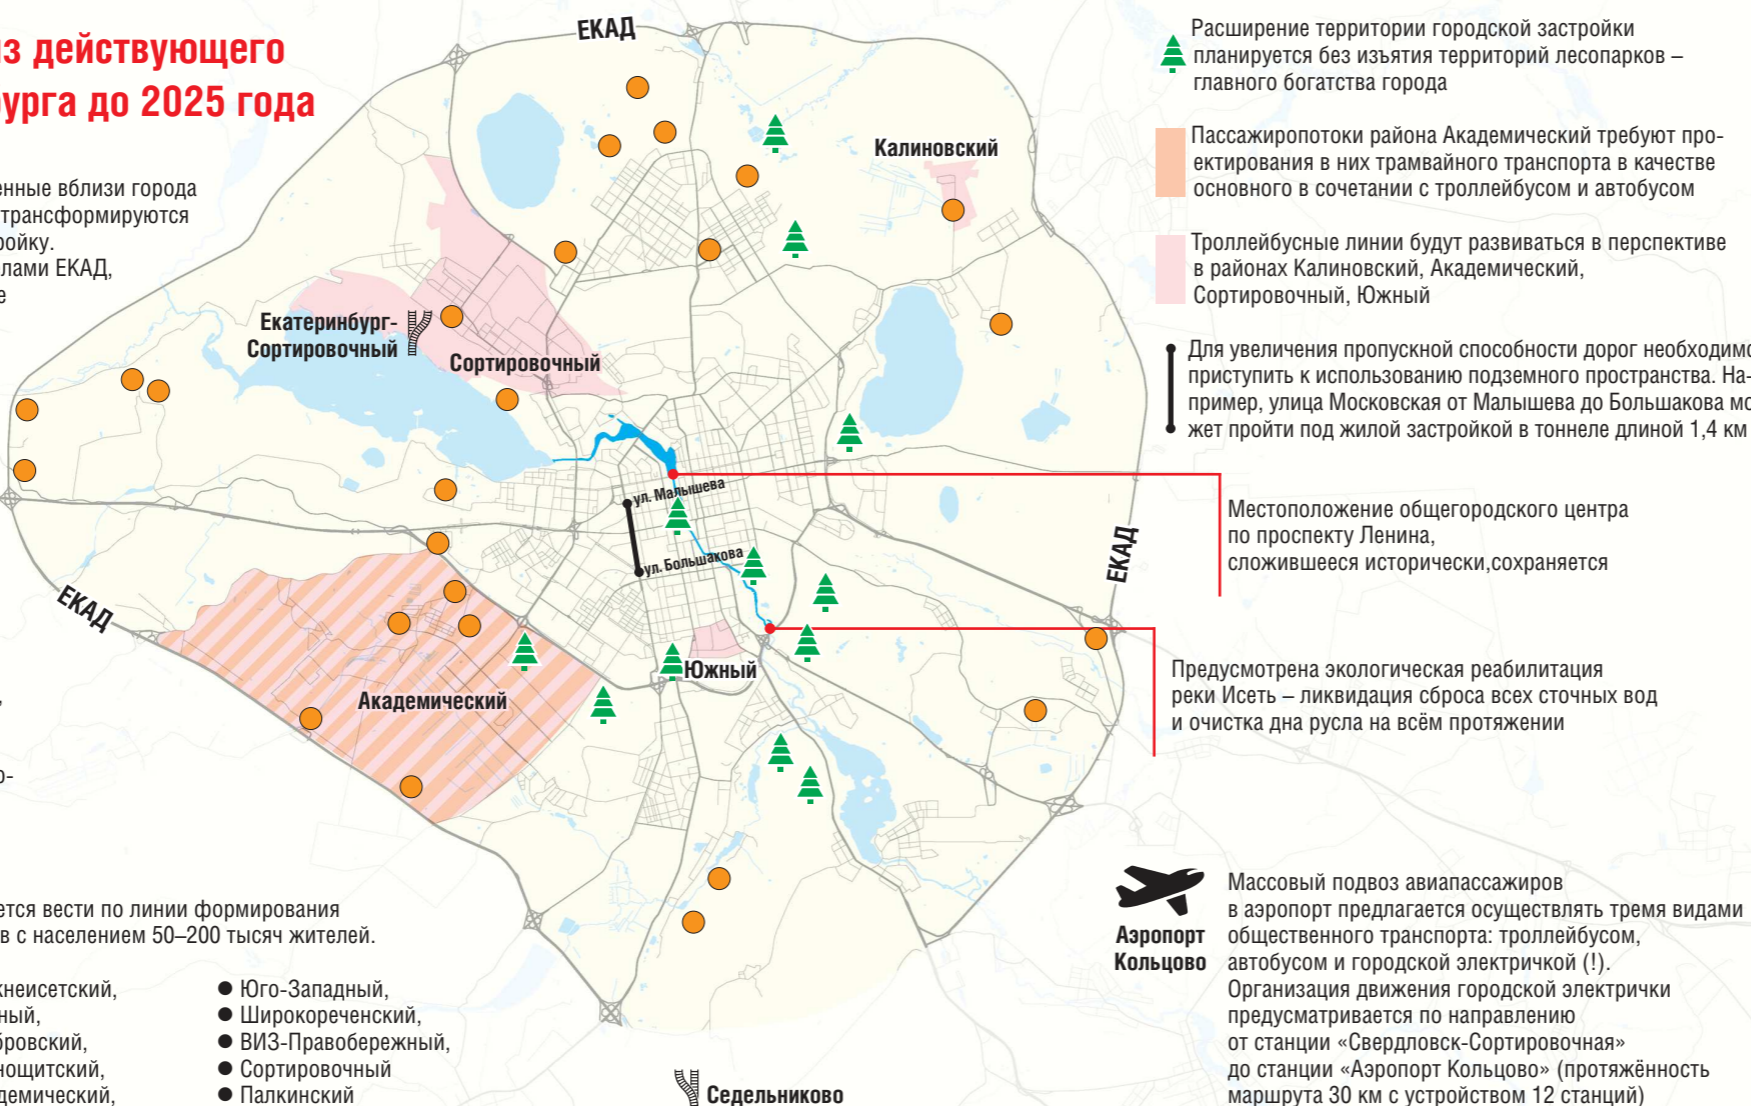 из действующего
бурга до 2025 года
енные вблизи города
трансформируются
ройку.
лами ЕКАД,
е
о-
ется вести по линии формирования
в с населением 50–200 тысяч жителей.
кнеисетский,
ный,
бровский,
нощитский,
демический,
● Юго-Западный,
● Широкореченский,
● ВИЗ-Правобережный,
● Сортировочный
● Палкинский
ЕКАД
Калиновский
Екатеринбург-
Сортировочный
Сортировочный
ул. Малышева
ул. Большакова
ЕКАД
ЕКАД
Южный
Академический
Седельниково
Расширение территории городской застройки
планируется без изъятия территорий лесопарков –
главного богатства города
Пассажиропотоки района Академический требуют про-
ектирования в них трамвайного транспорта в качестве
основного в сочетании с троллейбусом и автобусом
Троллейбусные линии будут развиваться в перспективе
в районах Калиновский, Академический,
Сортировочный, Южный
Для увеличения пропускной способности дорог необходимо
приступить к использованию подземного пространства. На-
пример, улица Московская от Малышева до Большакова мо-
жет пройти под жилой застройкой в тоннеле длиной 1,4 км
Местоположение общегородского центра
по проспекту Ленина,
сложившееся исторически,сохраняется
Предусмотрена экологическая реабилитация
реки Исеть – ликвидация сброса всех сточных вод
и очистка дна русла на всём протяжении
Аэропорт
Кольцово
Массовый подвоз авиапассажиров
в аэропорт предлагается осуществлять тремя видами
общественного транспорта: троллейбусом,
автобусом и городской электричкой (!).
Организация движения городской электрички
предусматривается по направлению
от станции «Свердловск-Сортировочная»
до станции «Аэропорт Кольцово» (протяжённость
маршрута 30 км с устройством 12 станций)